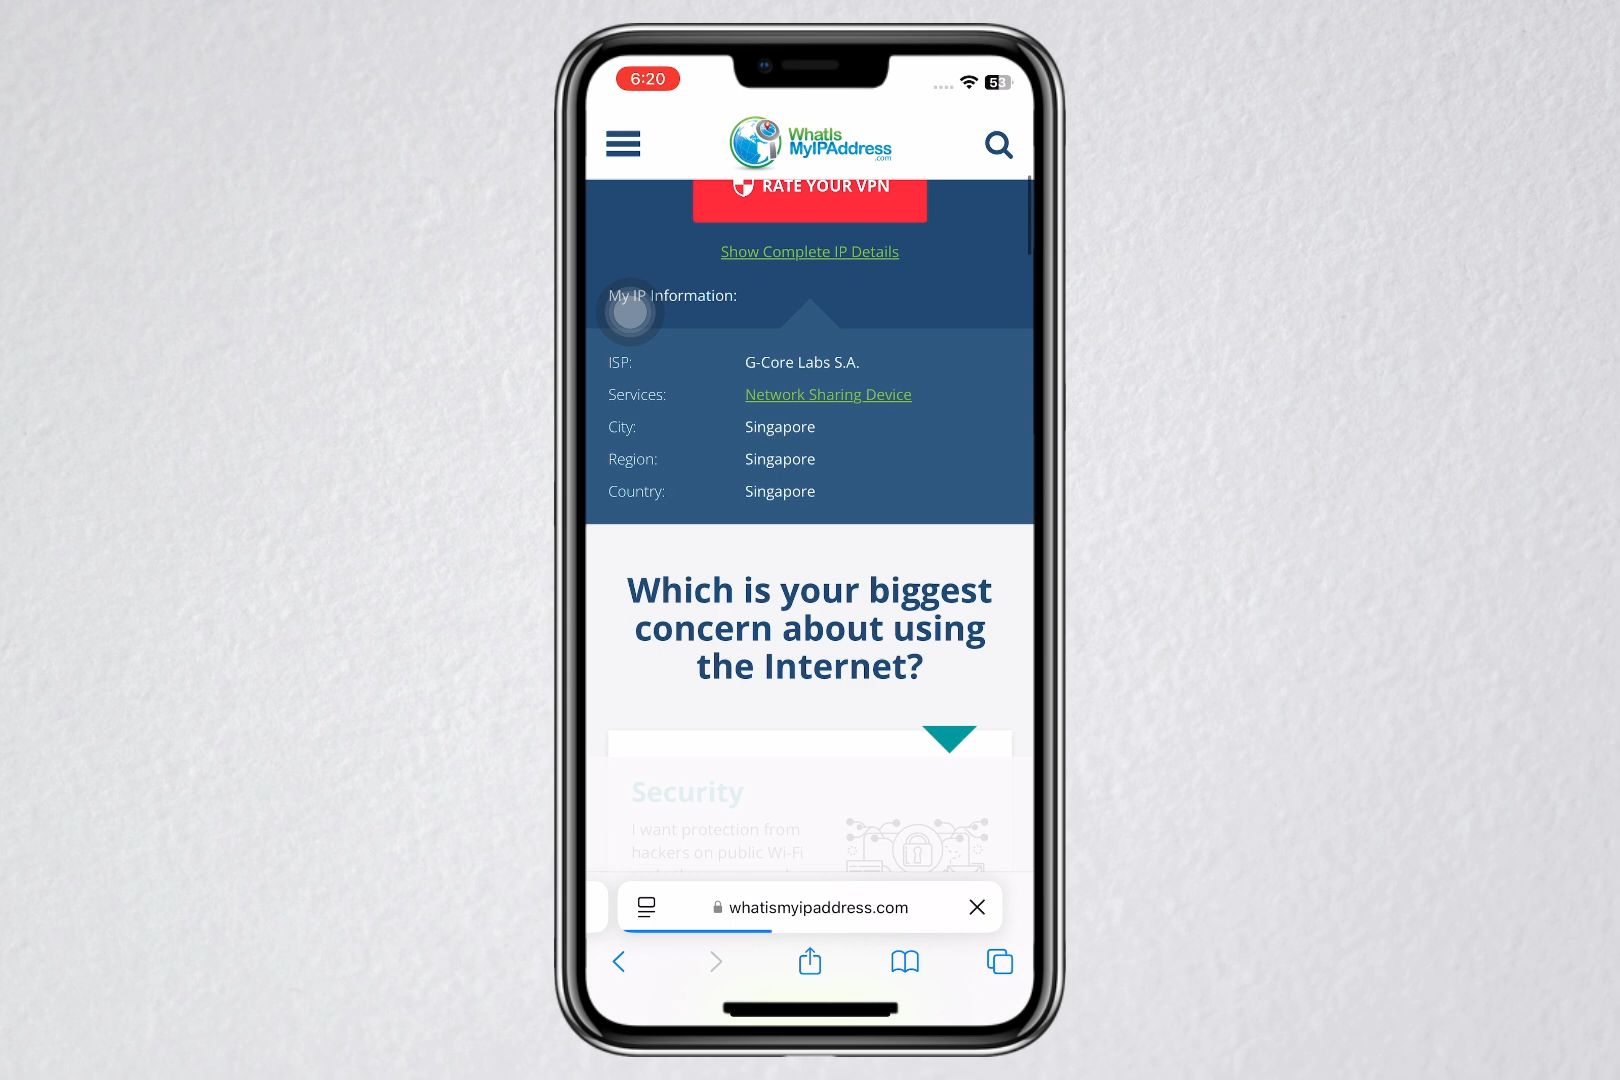 6:20
53
WhatIs
MyIPAddress
.com
RATE YOUR VPN
Show Complete IP Details
My IP Information:
ISP: G-Core Labs S.A.
Services: Network Sharing Device
City: Singapore
Region: Singapore
Country: Singapore
Which is your biggest
concern about using
the Internet?
Security
I want protection from
hackers on public Wi-Fi
whatismyipaddress.com